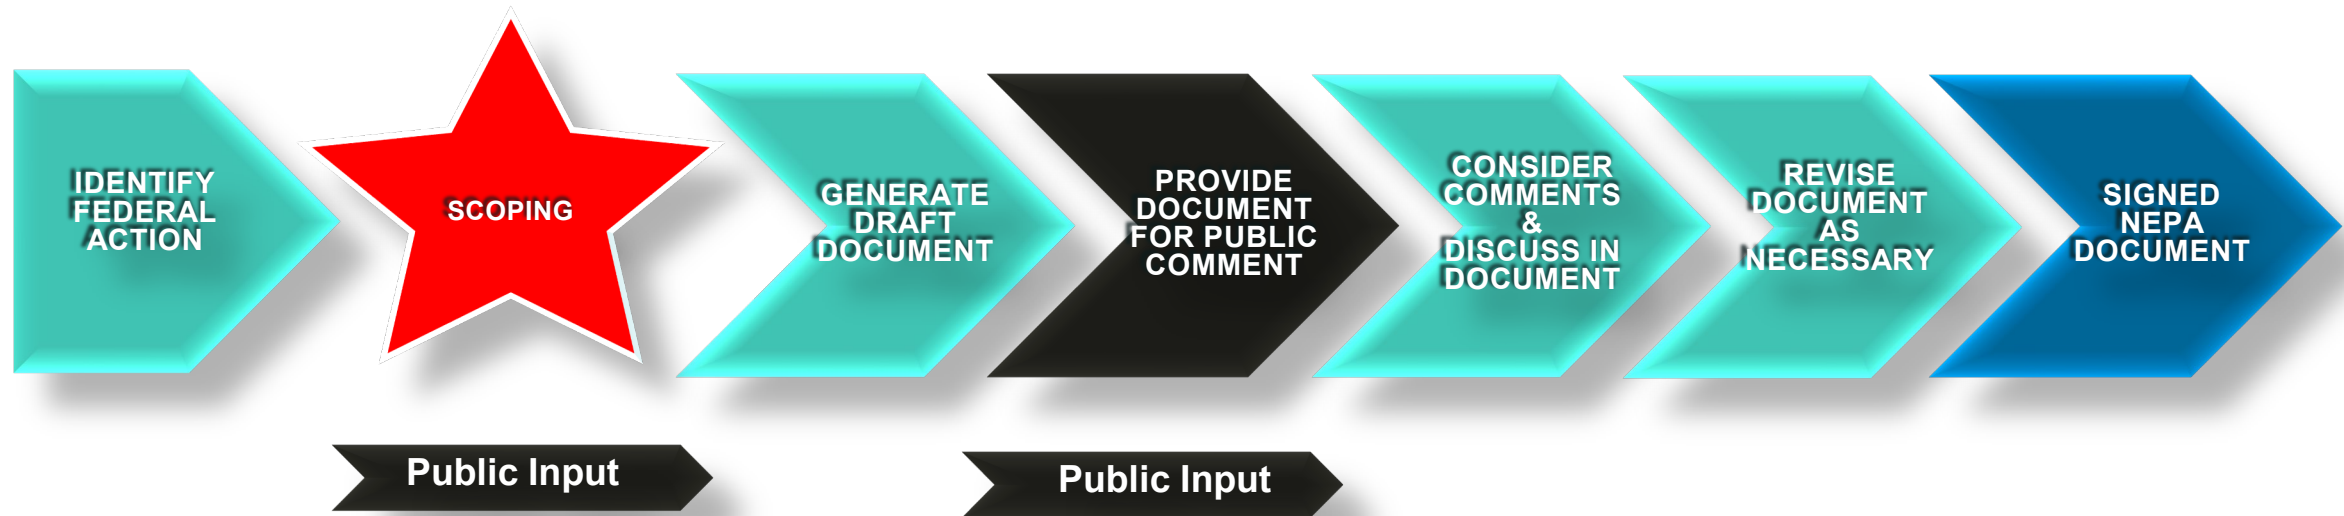 IDENTIFY
FEDERAL
ACTION
SCOPING
GENERATE
DRAFT
DOCUMENT
PROVIDE
DOCUMENT
FOR PUBLIC
COMMENT
CONSIDER
COMMENTS
&
DISCUSS IN
DOCUMENT
REVISE
DOCUMENT
AS
NECESSARY
SIGNED
NEPA
DOCUMENT
Public Input
Public Input